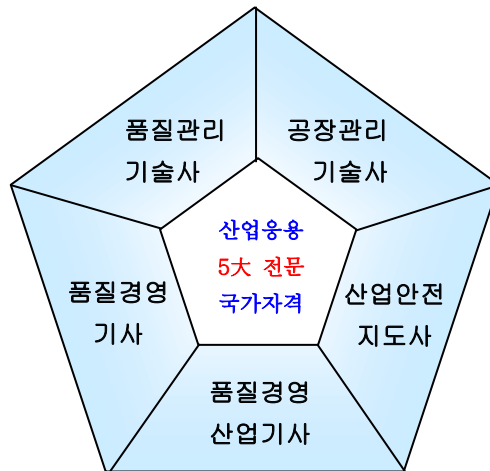 품질관리
기술사
공장관리
기술사
산업응용
5大 전문
국가자격
품질경영
기사
산업안전
지도사
품질경영
산업기사